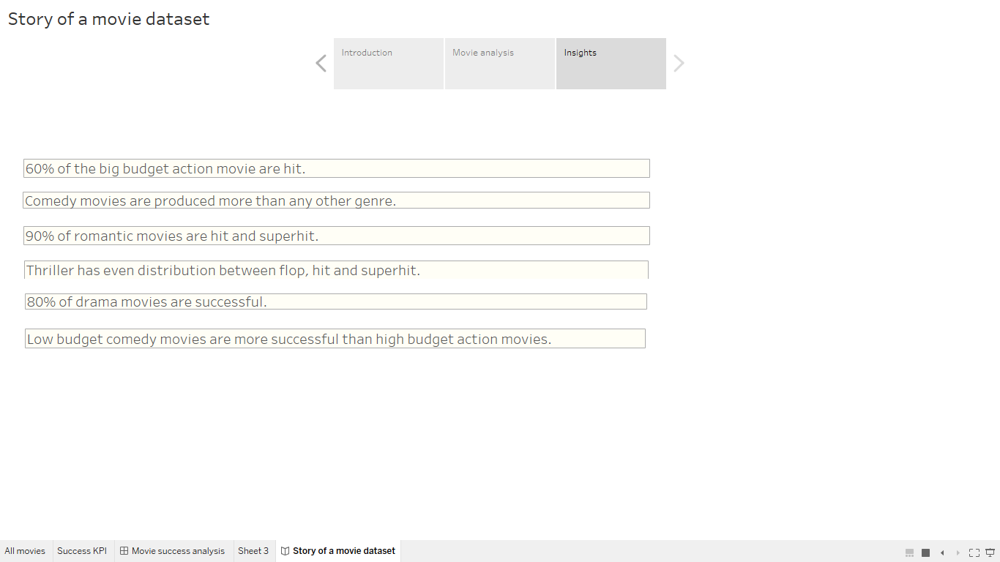 Story of a movie dataset
Introduction
Movie analysis
Insights
60% of the big budget action movie are hit.
Comedy movies are produced more than any other genre.
90% of romantic movies are hit and superhit.
Thriller has even distribution between flop, hit and superhit.
80% of drama movies are successful.
Low budget comedy movies are more successful than high budget action movies.
All movies
Success KPI
Movie success analysis
Sheet 3
Story of a movie dataset